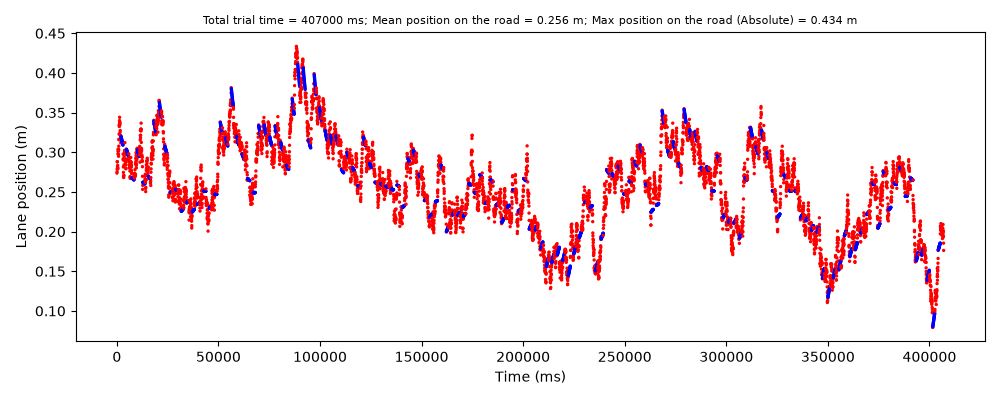 Total trial time = 407000 ms; Mean position on the road = 0.256 m; Max position on the road (Absolute) = 0.434 m
0.45
0.40
0.35
0.30
0.25
0.20
0.15
0.10
Lane position (m)
0 50000 100000 150000 200000 250000 300000 350000 400000
Time (ms)